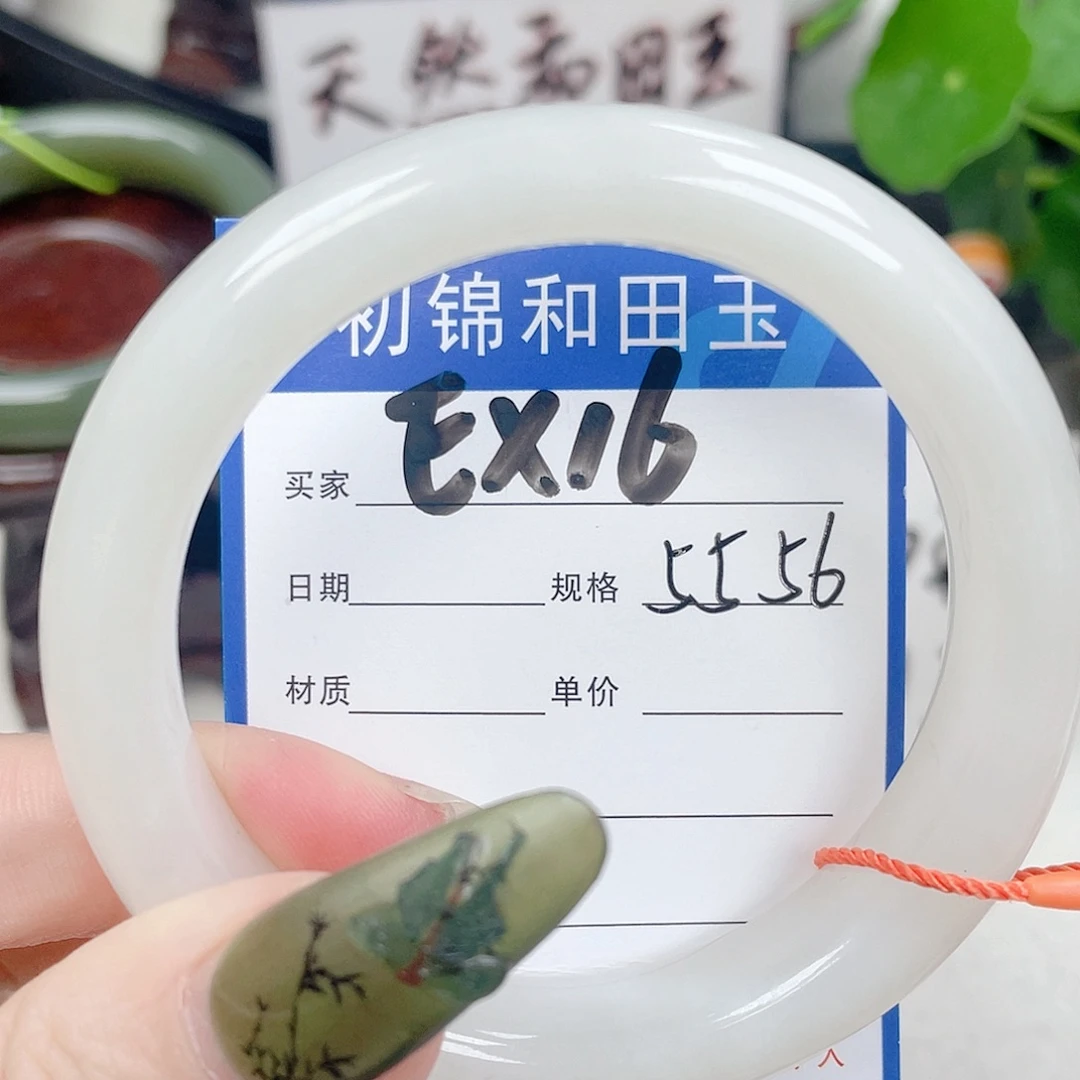 天然和田玉
初锦和田玉
买家 EX16
日期 规格 55 56
材质 单价
人